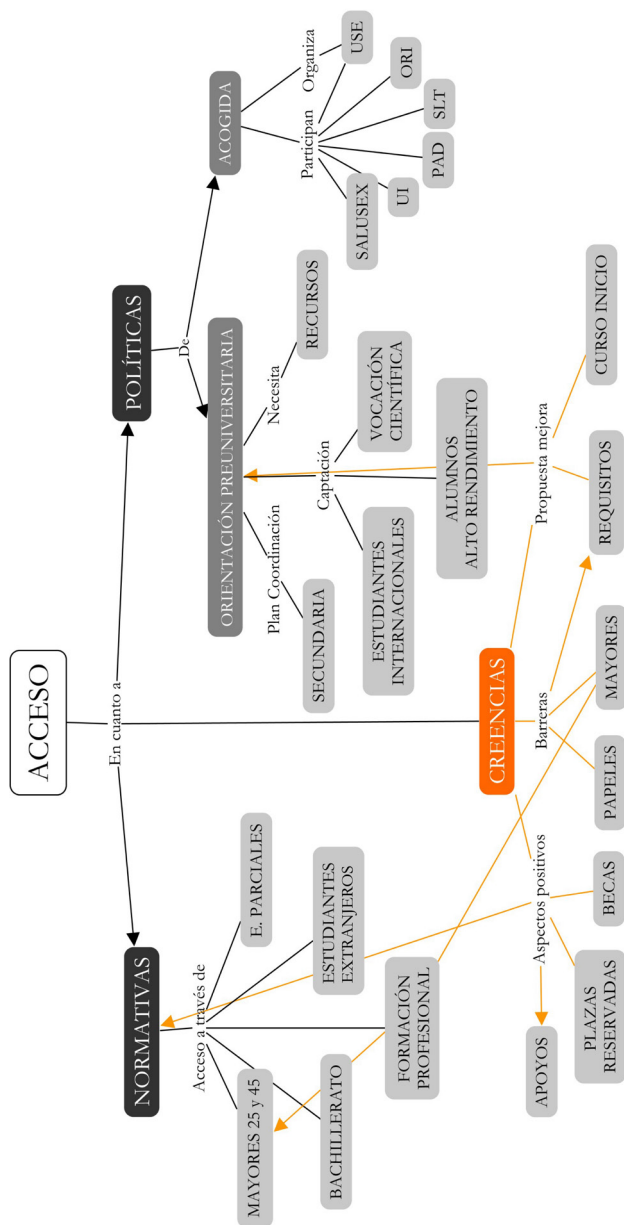 ACCESO
En cuanto a
NORMATIVAS
Acceso a través de
MAYORES 25 y 45
BACHILLERATO
FORMACIÓN
PROFESIONAL
ESTUDIANTES
EXTRANJEROS
E. PARCIALES
POLÍTICAS
De
ORIENTACIÓN PREUNIVERSITARIA
Plan Coordinación
SECUNDARIA
Captación
ESTUDIANTES
INTERNACIONALES
ALUMNOS
ALTO RENDIMIENTO
VOCACIÓN
CIENTÍFICA
Necesita
RECURSOS
ACOGIDA
Participan
Organiza
SALUSEX
UI
PAD
SLT
ORI
USE
CREENCIAS
Aspectos positivos
APOYOS
PLAZAS
RESERVADAS
BECAS
Barreras
PAPELES
MAYORES
REQUISITOS
Propuesta mejora
CURSO INICIO